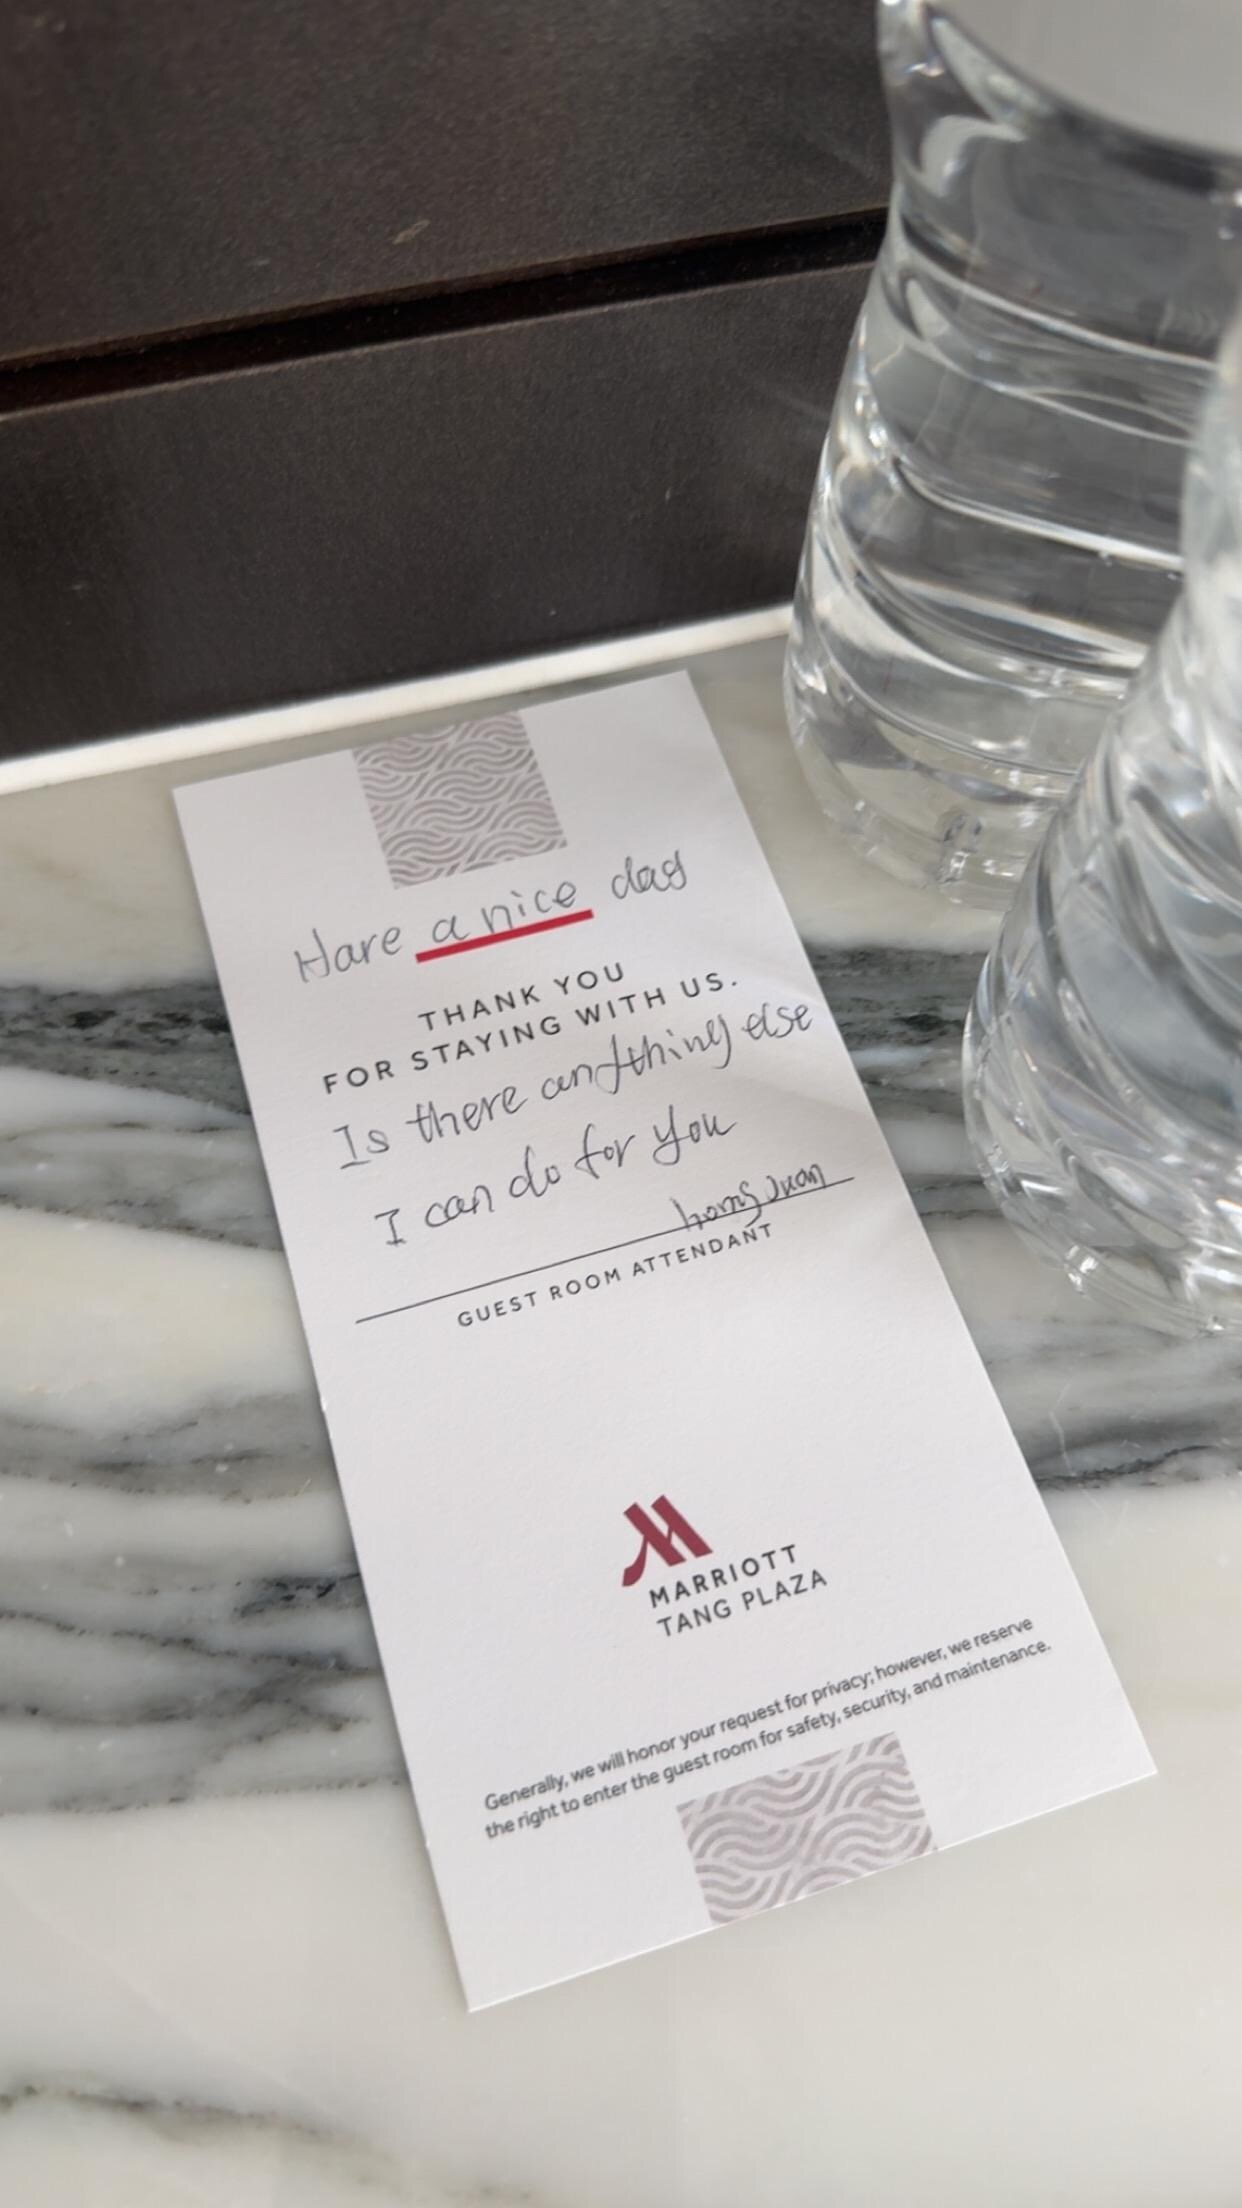 Have a nice day
THANK YOU
FOR STAYING WITH US.
Is there anything else
I can do for you
hongjuan
GUEST ROOM ATTENDANT
MARRIOTT
TANG PLAZA
Generally, we will honor your request for privacy; however, we reserve
the right to enter the guest room for safety, security, and maintenance.